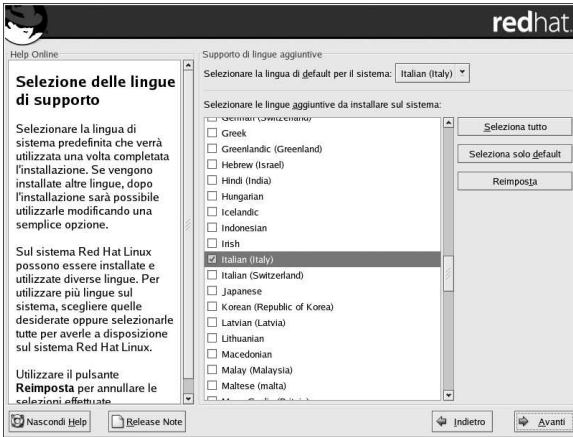 redhat.
Help Online
Selezione delle lingue
di supporto
Selezionare la lingua di
sistema predefinita che verrà
utilizzata una volta completata
l'installazione. Se vengono
installate altre lingue, dopo
l'installazione sarà possibile
utilizzarle modificando una
semplice opzione.
Sul sistema Red Hat Linux
possono essere installate e
utilizzate diverse lingue. Per
utilizzare più lingue sul
sistema, scegliere quelle
desiderate oppure selezionarle
tutte per averle a disposizione
sul sistema Red Hat Linux.
Utilizzare il pulsante
Reimposta per annullare le
selezioni effettuate
Supporto di lingue aggiuntive
Selezionare la lingua di default per il sistema: Italian (Italy)
Selezionare le lingue aggiuntive da installare sul sistema:
German (Switzerland)
Greek
Greenlandic (Greenland)
Hebrew (Israel)
Hindi (India)
Hungarian
Icelandic
Indonesian
Irish
Italian (Italy)
Italian (Switzerland)
Japanese
Korean (Republic of Korea)
Latvian (Latvia)
Lithuanian
Macedonian
Malay (Malaysia)
Maltese (malta)
Seleziona tutto
Seleziona solo default
Reimposta
Nascondi Help
Release Note
Indietro
Avanti